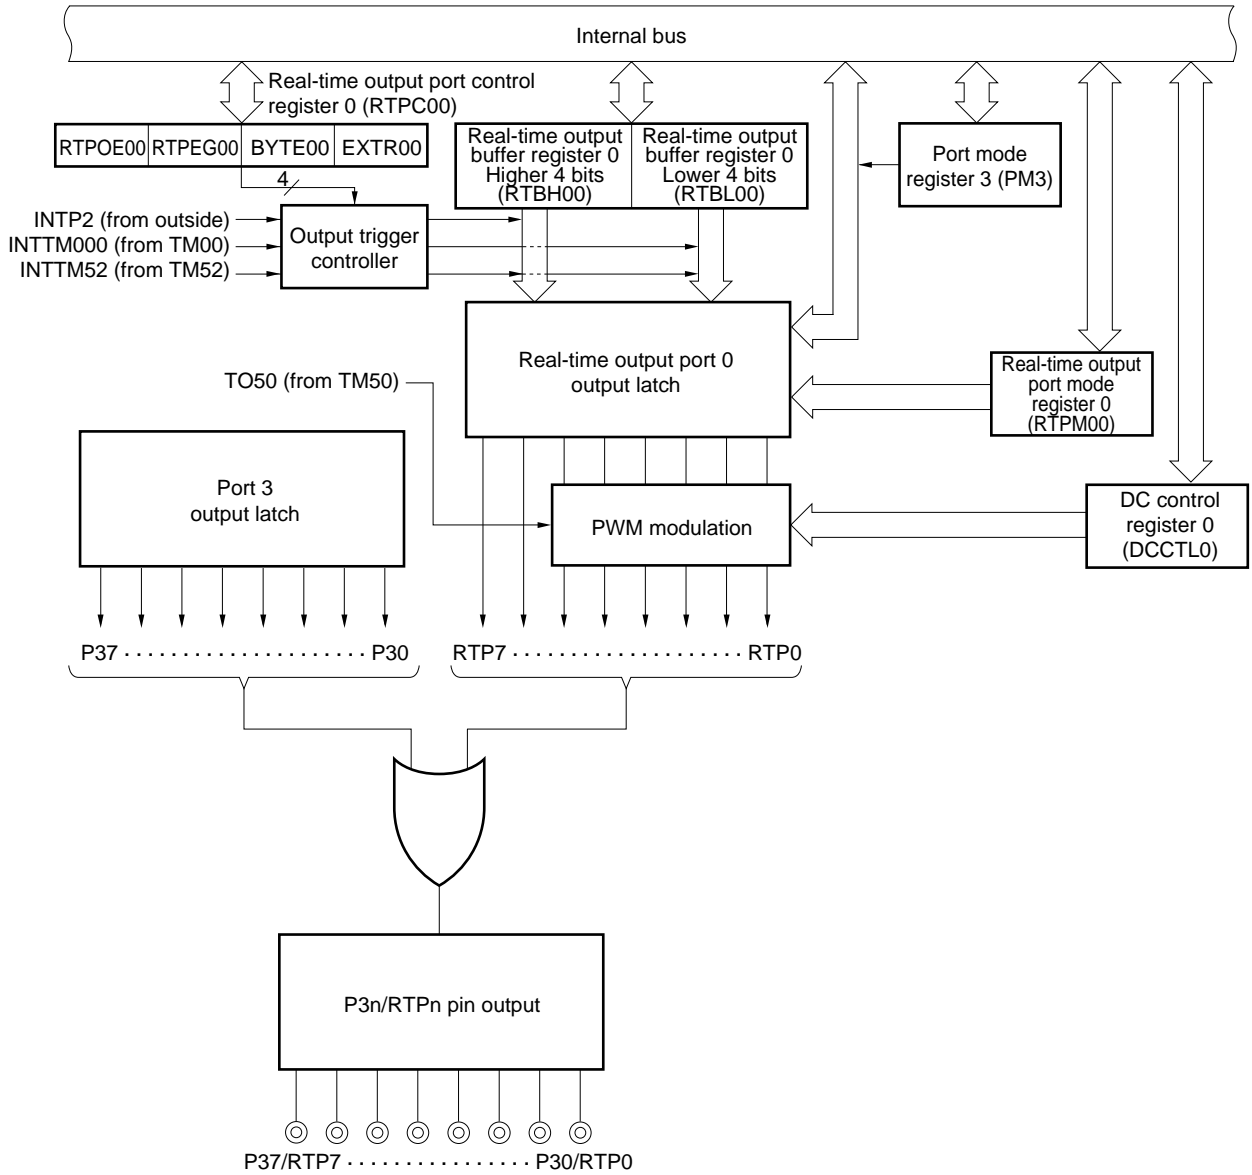 Internal bus
Real-time output port control
register 0 (RTPC00)
RTPOE00 RTPEG00 BYTE00 EXTR00
Real-time output
buffer register 0
Higher 4 bits
(RTBH00)
Real-time output
buffer register 0
Lower 4 bits
(RTBL00)
Port mode
register 3 (PM3)
4
INTP2 (from outside)
INTTM000 (from TM00)
INTTM52 (from TM52)
Output trigger
controller
Real-time output port 0
output latch
TO50 (from TM50)
Real-time output
port mode
register 0
(RTPM00)
Port 3
output latch
PWM modulation
DC control
register 0
(DCCTL0)
P37 · · · · · · · · · · · · · · · · · · · · · P30
RTP7 · · · · · · · · · · · · · · · · · · · · RTP0
P3n/RTPn pin output
P37/RTP7 · · · · · · · · · · · · · · · · P30/RTP0